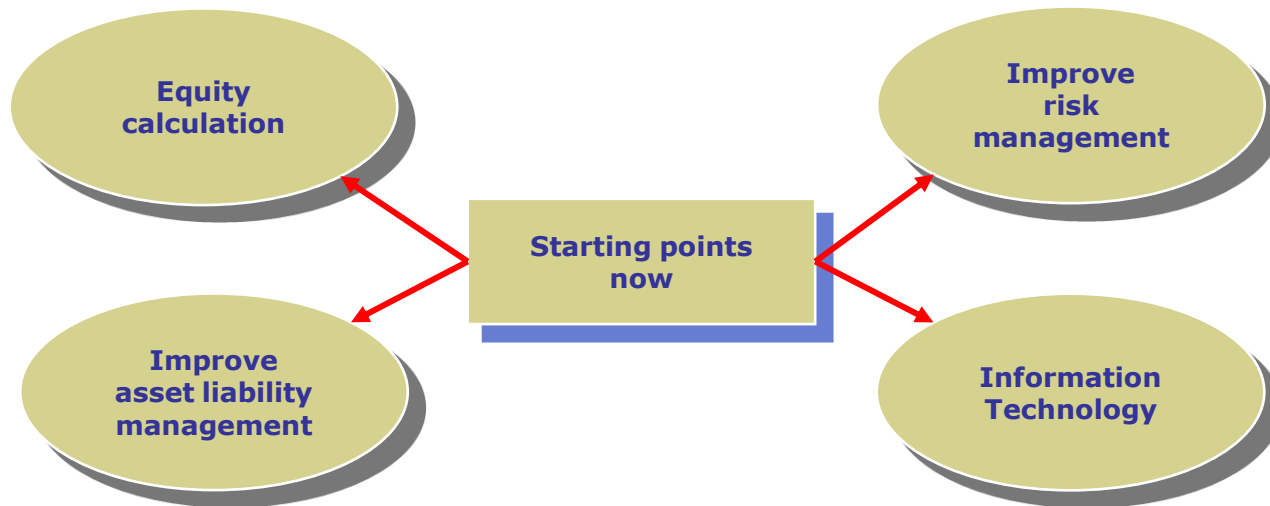 Equity
calculation
Improve
risk
management
Starting points
now
Improve
asset liability
management
Information
Technology